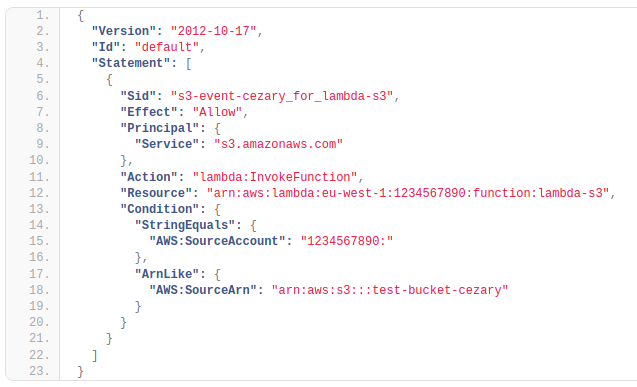 1. {
2.   "Version": "2012-10-17",
3.   "Id": "default",
4.   "Statement": [
5.     {
6.       "Sid": "s3-event-cezary_for_lambda-s3",
7.       "Effect": "Allow",
8.       "Principal": {
9.         "Service": "s3.amazonaws.com"
10.       },
11.       "Action": "lambda:InvokeFunction",
12.       "Resource": "arn:aws:lambda:eu-west-1:1234567890:function:lambda-s3",
13.       "Condition": {
14.         "StringEquals": {
15.           "AWS:SourceAccount": "1234567890:"
16.         },
17.         "ArnLike": {
18.           "AWS:SourceArn": "arn:aws:s3:::test-bucket-cezary"
19.         }
20.       }
21.     }
22.   ]
23. }